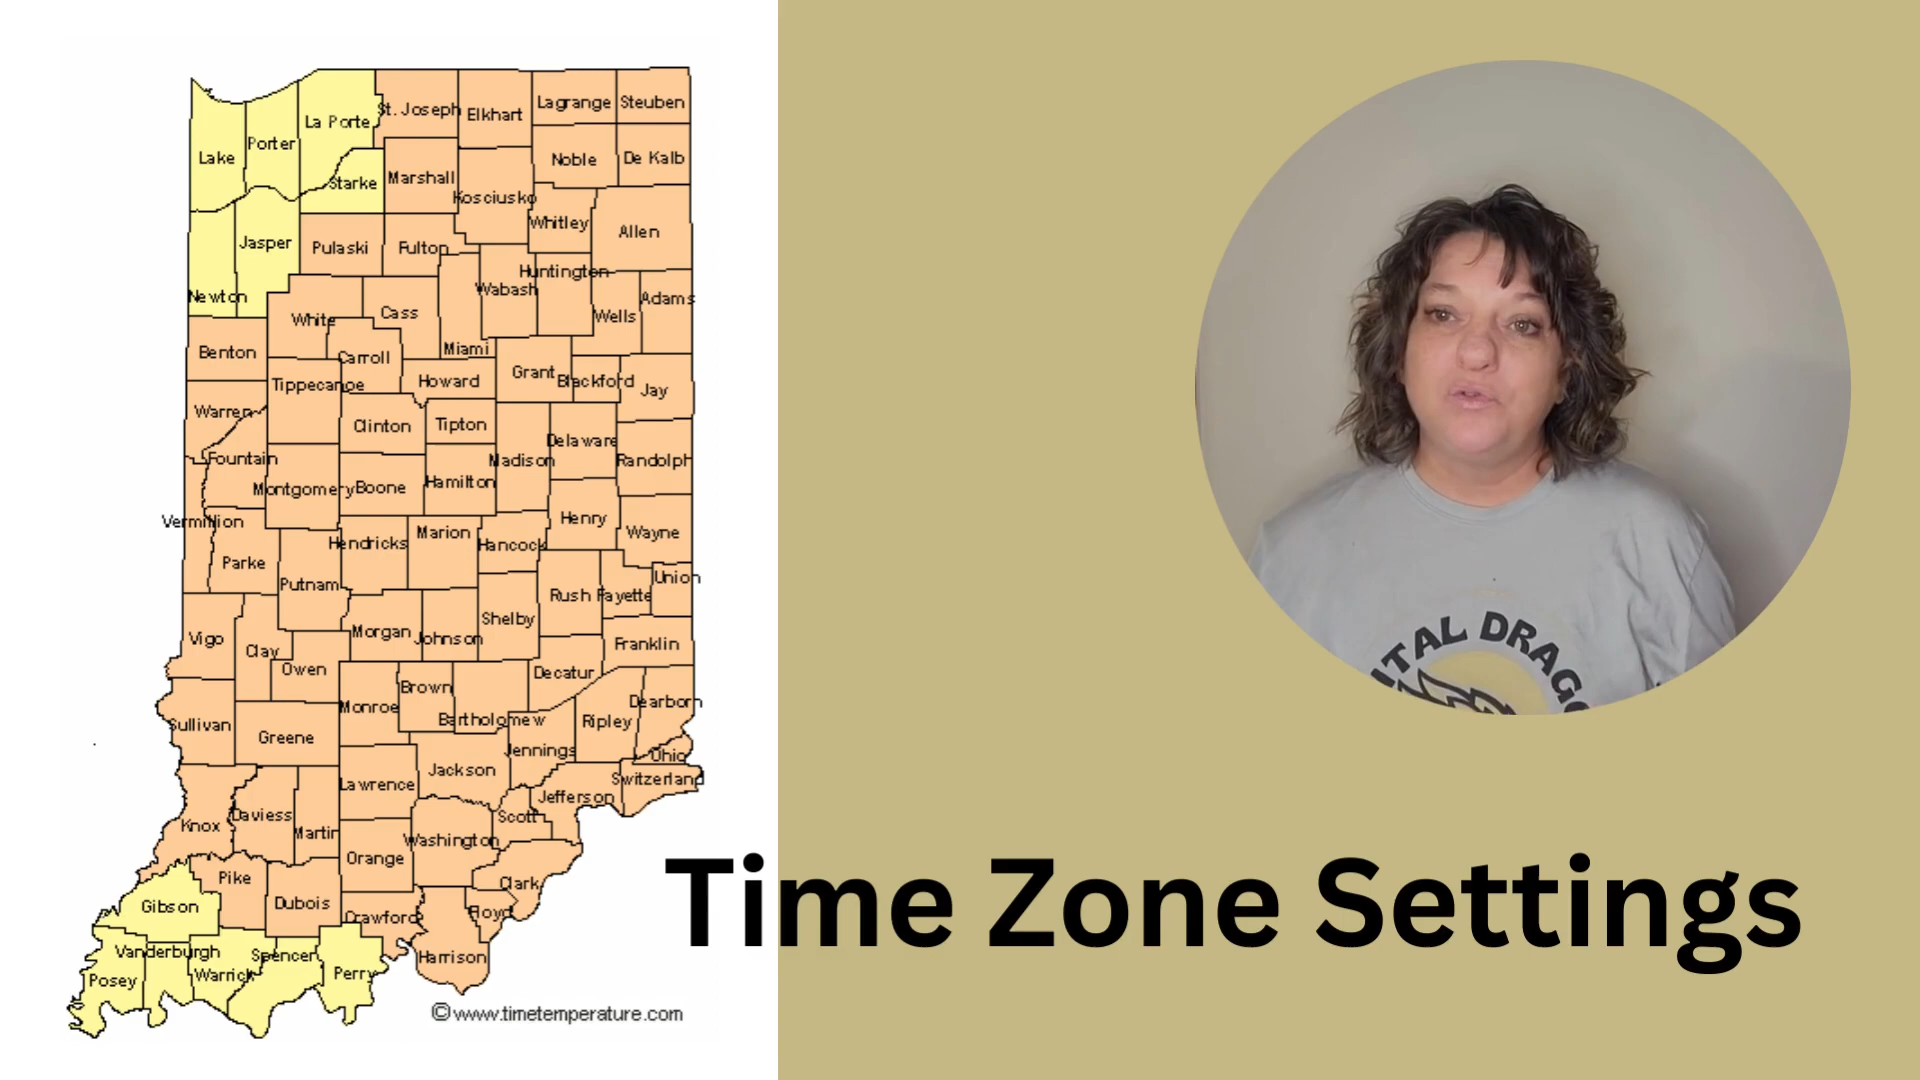 Lagrange Steuben
St. Joseph Elkhart
La Porte
Porter
Lake Noble De Kalb
Starke Marshall
Kosciusko
Whitley
Allen
Jasper Pulaski Fulton
Huntington
Newton Wabash Adams
White Cass Wells
Benton Carroll Miami
Tippecanoe Howard Grant Blackford Jay
Warren
Clinton Tipton
Delaware
Fountain Madison Randolph
Montgomery Boone Hamilton
Vermillion Henry
Marion Wayne
Hendricks Hancock
Parke
Putnam Union
Rush Fayette
Shelby
Vigo Morgan Johnson
Clay Franklin
Owen Decatur
Brown Dearborn
Monroe
Sullivan Bartholomew Ripley
Greene Jennings
Ohio
Lawrence Jackson Switzerland
Jefferson
Knox Daviess Martin Scott
Washington
Orange
Pike Clark
Gibson Dubois Crawford Floyd
Vanderburgh Spencer Harrison
Posey Warrick Perry
©www.timetemperature.com
Time Zone Settings
ITAL DRAGO